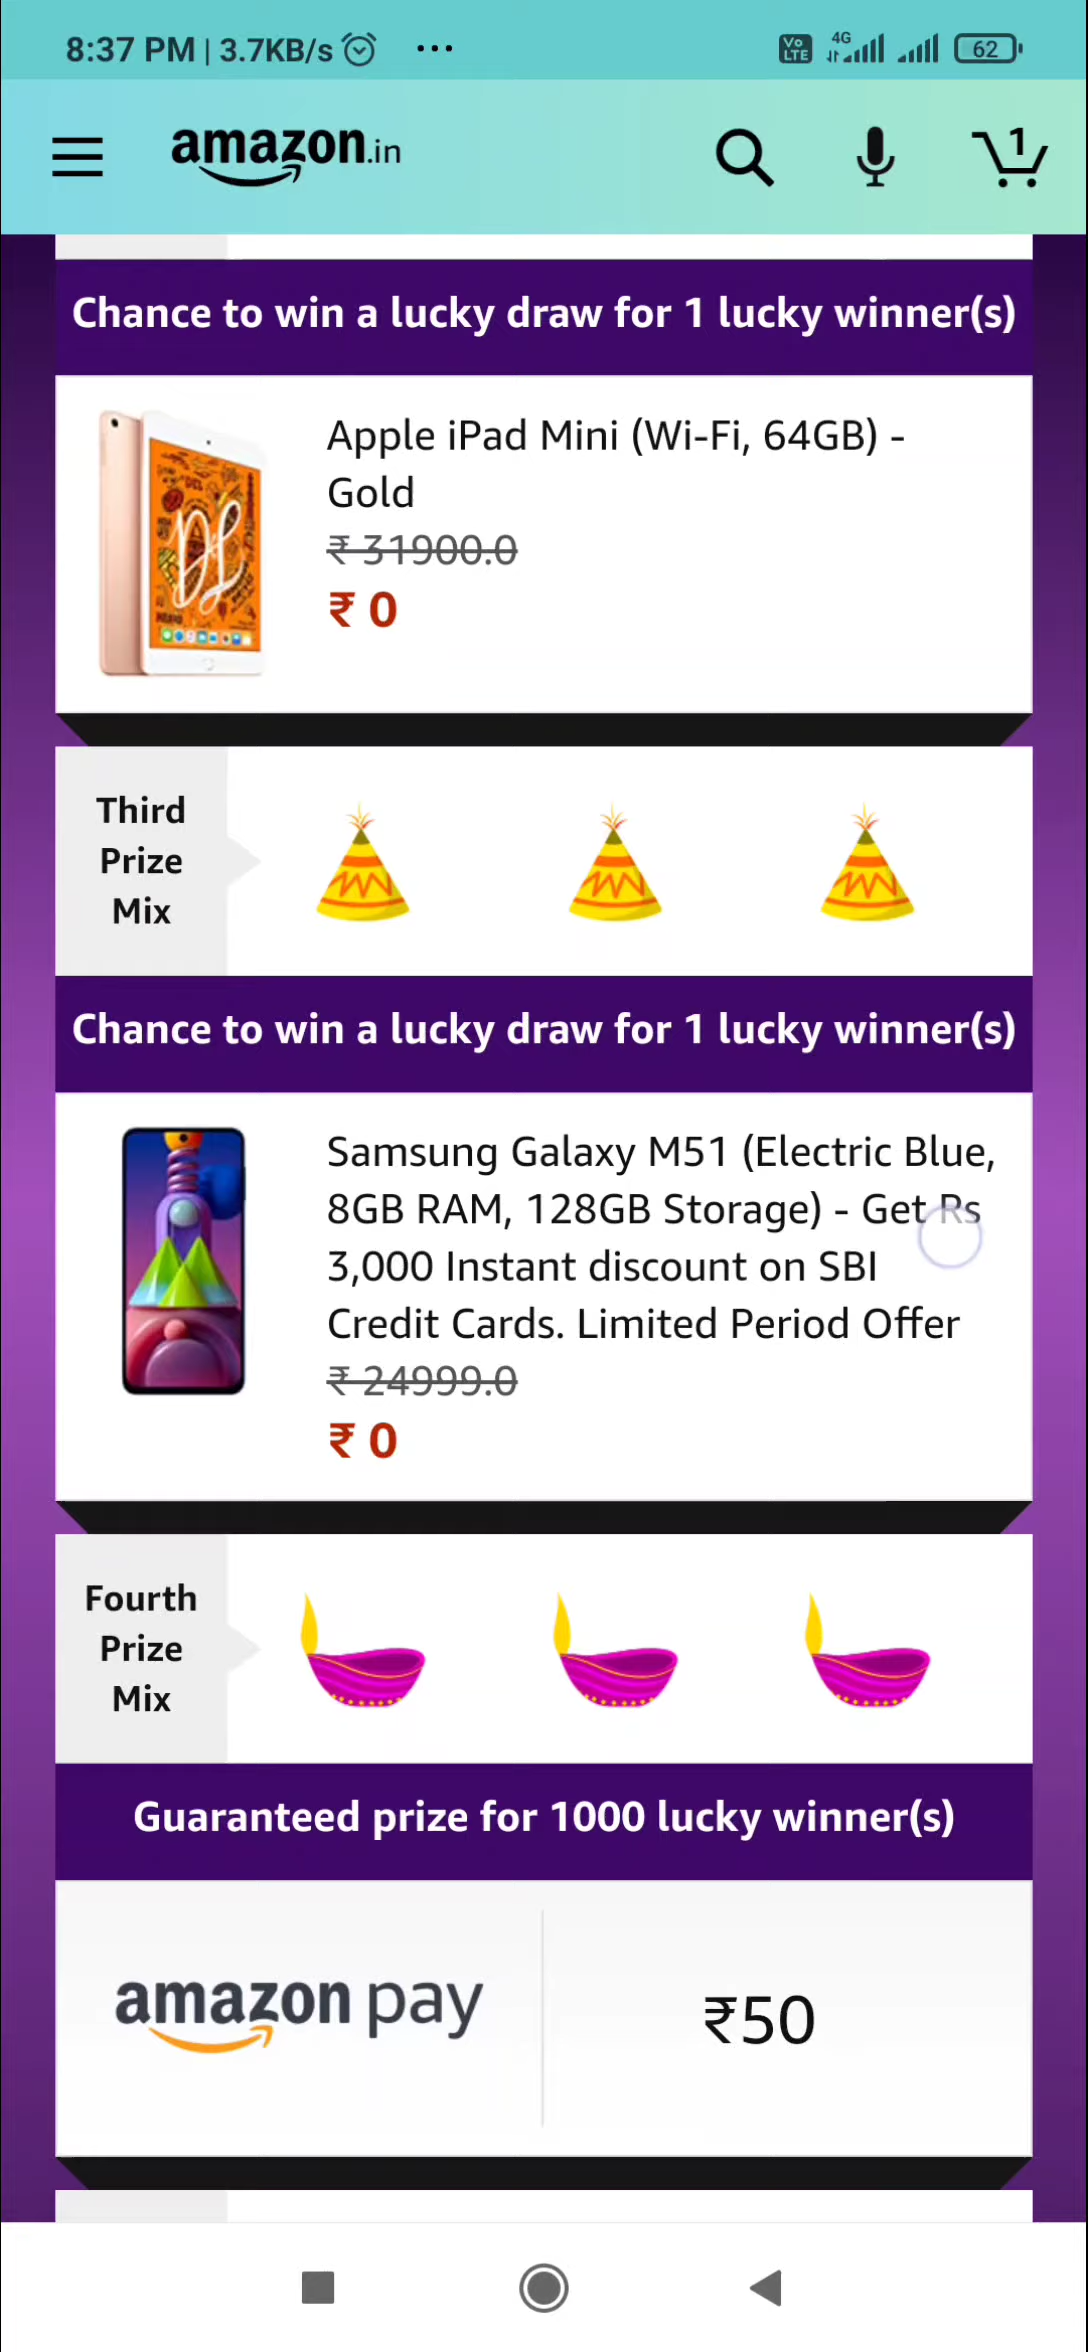 8:37 PM | 3.7KB/s ...
Vo LTE 4G 62
amazon.in
1
Chance to win a lucky draw for 1 lucky winner(s)
Apple iPad Mini (Wi-Fi, 64GB) -
Gold
₹ 31900.0
₹ 0
Third
Prize
Mix
Chance to win a lucky draw for 1 lucky winner(s)
Samsung Galaxy M51 (Electric Blue,
8GB RAM, 128GB Storage) - Get Rs
3,000 Instant discount on SBI
Credit Cards. Limited Period Offer
₹ 24999.0
₹ 0
Fourth
Prize
Mix
Guaranteed prize for 1000 lucky winner(s)
amazon pay
₹50